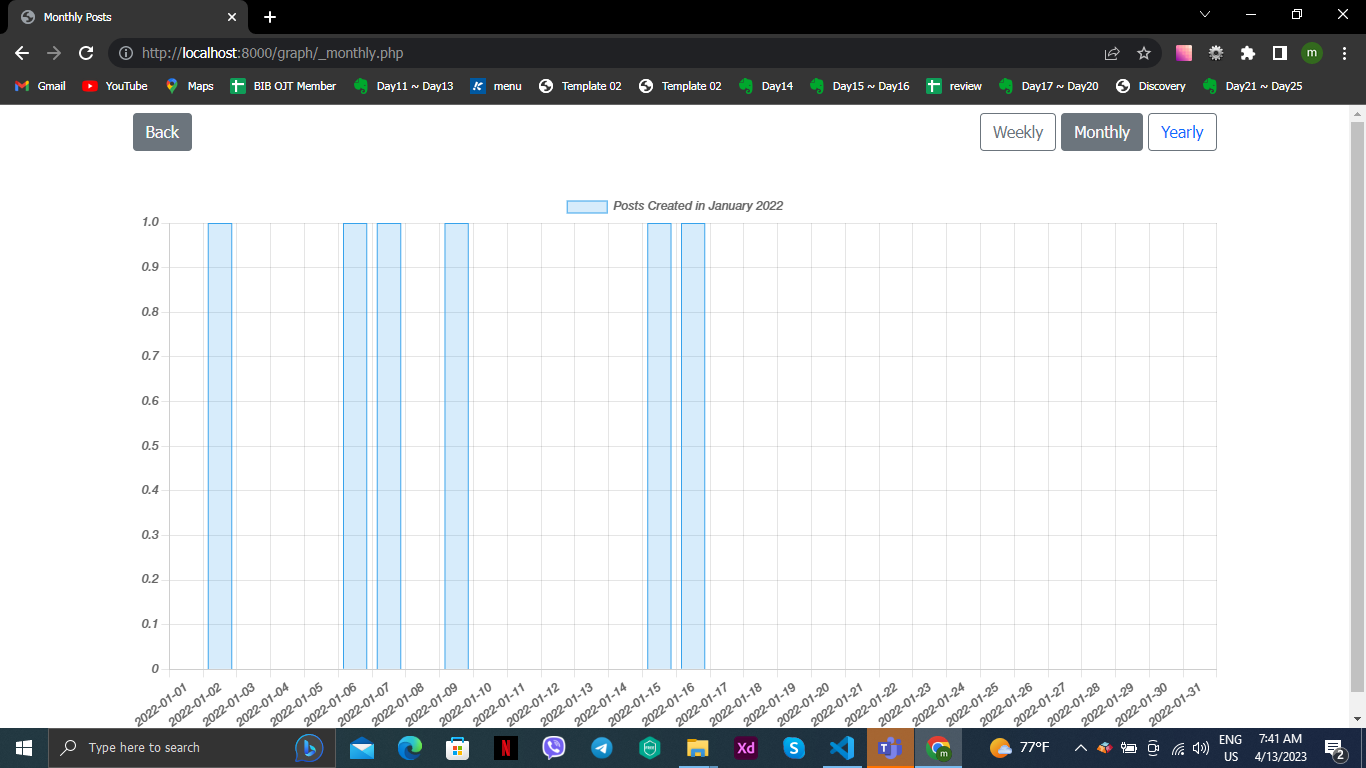 Monthly Posts
http://localhost:8000/graph/_monthly.php
m
Gmail YouTube Maps BIB OJT Member Day11 ~ Day13 menu Template 02 Template 02 Day14 Day15 ~ Day16 review Day17 ~ Day20 Discovery Day21 ~ Day25
Back Weekly Monthly Yearly
Posts Created in January 2022
1.0
0.9
0.8
0.7
0.6
0.5
0.4
0.3
0.2
0.1
0
2022-01-01 2022-01-02 2022-01-03 2022-01-04 2022-01-05 2022-01-06 2022-01-07 2022-01-08 2022-01-09 2022-01-10 2022-01-11 2022-01-12 2022-01-13 2022-01-14 2022-01-15 2022-01-16 2022-01-17 2022-01-18 2022-01-19 2022-01-20 2022-01-21 2022-01-22 2022-01-23 2022-01-24 2022-01-25 2022-01-26 2022-01-27 2022-01-28 2022-01-29 2022-01-30 2022-01-31
Type here to search
N
Xd
S
T
m
77°F
ENG
US
7:41 AM
4/13/2023
2